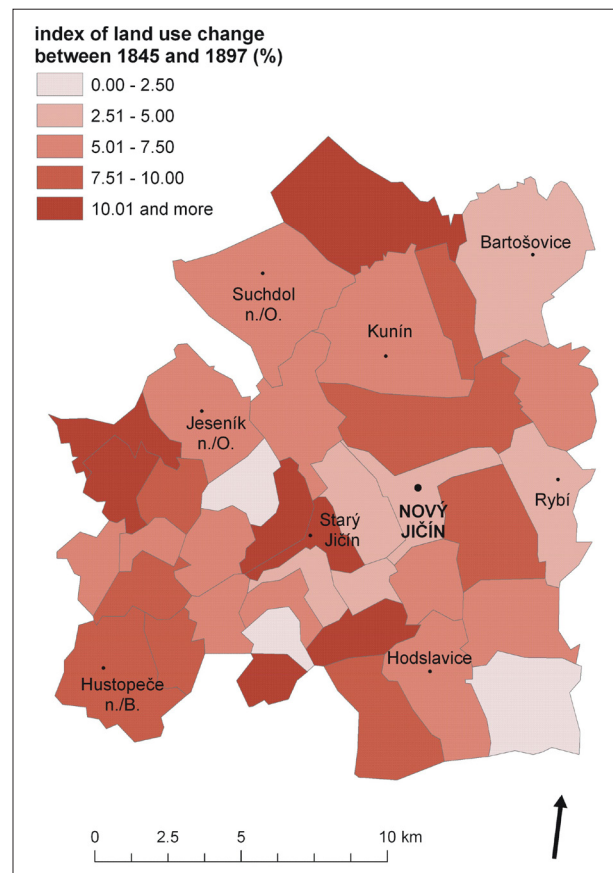 index of land use change
between 1845 and 1897 (%)
0.00 - 2.50
2.51 - 5.00
5.01 - 7.50
7.51 - 10.00
10.01 and more
Bartošovice
Suchdol
n./O.
Kunín
Jeseník
n./O.
NOVÝ
JIČÍN
Rybí
Starý
Jičín
Hodslavice
Hustopeče
n./B.
0 2.5 5 10 km